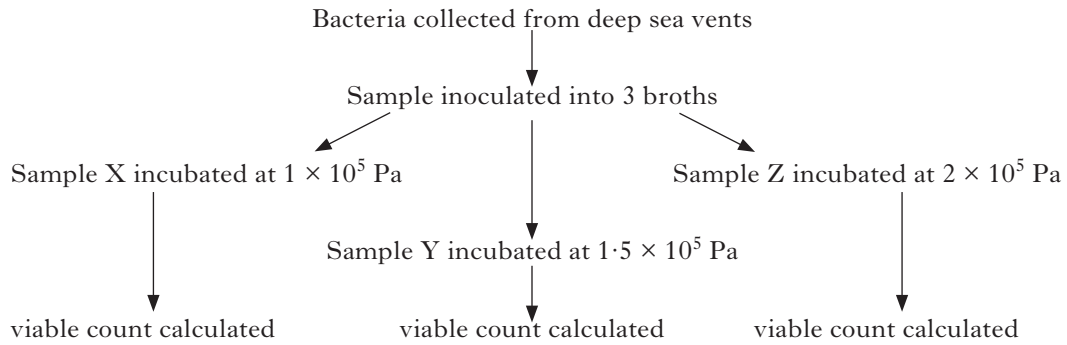 Bacteria collected from deep sea vents
Sample inoculated into 3 broths
Sample X incubated at 1 × 10⁵ Pa
Sample Z incubated at 2 × 10⁵ Pa
Sample Y incubated at 1·5 × 10⁵ Pa
viable count calculated
viable count calculated
viable count calculated